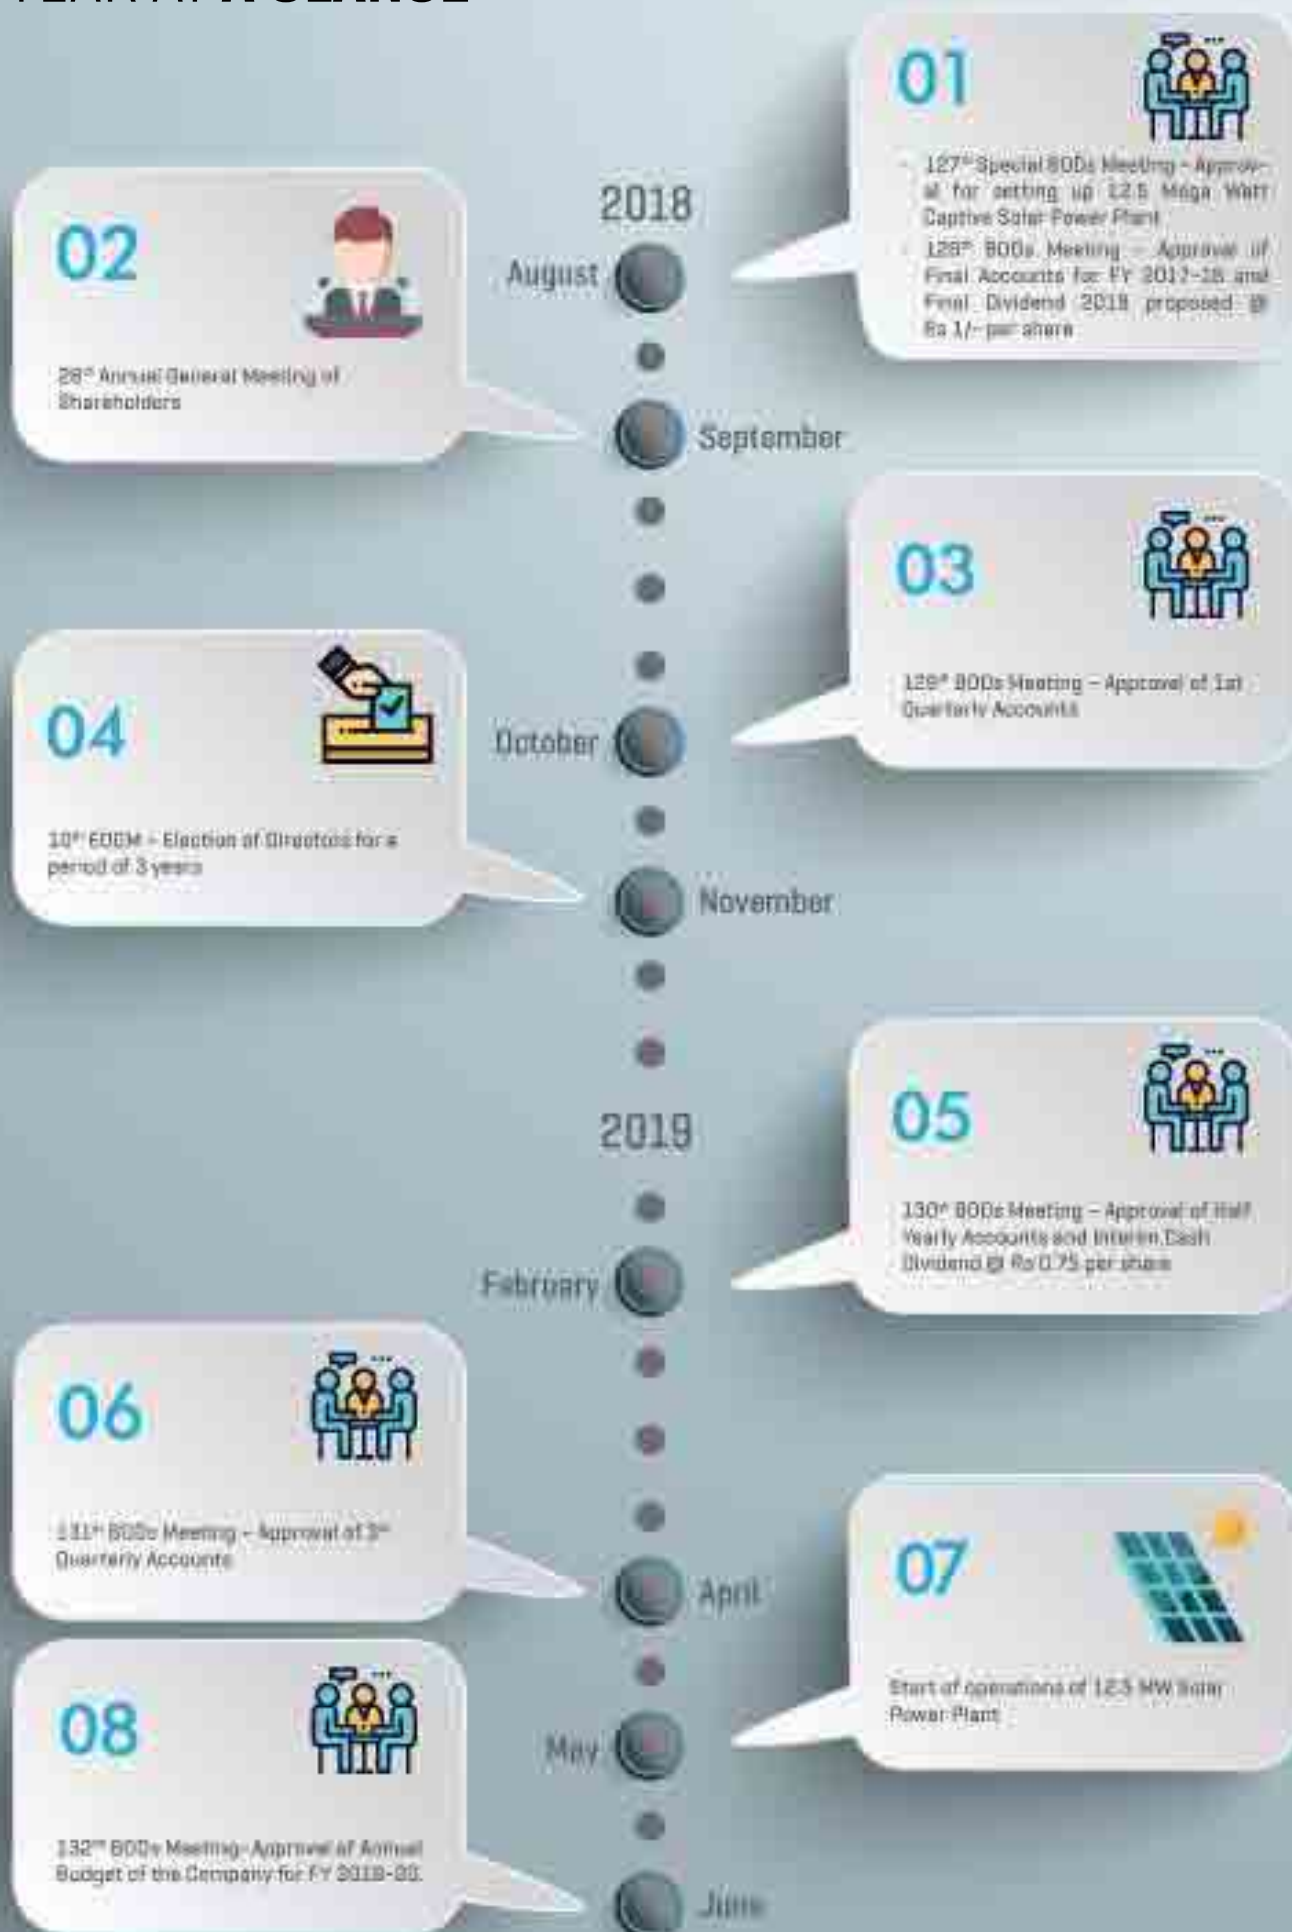 YEAR AT A GLANCE
01
127th Special BODs Meeting - Approv-
al for setting up 12.5 Mega Watt
Captive Solar Power Plant
128th BODs Meeting - Approval of
Final Accounts for FY 2017-18 and
Final Dividend 2018 proposed @
Rs 1/- per share
2018
August
02
28th Annual General Meeting of
Shareholders
September
03
129th BODs Meeting - Approval of 1st
Quarterly Accounts
October
04
10th EOGM - Election of Directors for a
period of 3 years
November
2019
05
130th BODs Meeting - Approval of Half
Yearly Accounts and Interim Cash
Dividend @ Rs 0.75 per share
February
06
131st BODs Meeting - Approval of 3rd
Quarterly Accounts
April
07
Start of operations of 12.5 MW Solar
Power Plant
May
08
132nd BODs Meeting-Approval of Annual
Budget of the Company for FY
June